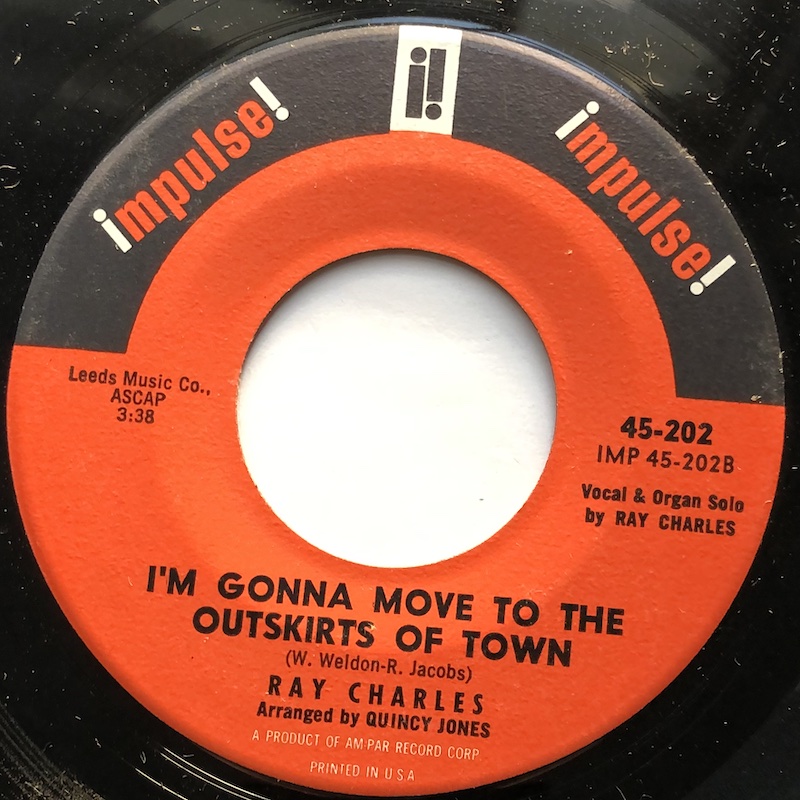 impulse!
i!
impulse!
Leeds Music Co.,
ASCAP
3:38
45-202
IMP 45-202B
Vocal & Organ Solo
by RAY CHARLES
I'M GONNA MOVE TO THE
OUTSKIRTS OF TOWN
(W. Weldon-R. Jacobs)
RAY CHARLES
Arranged by QUINCY JONES
A PRODUCT OF AM-PAR RECORD CORP.
PRINTED IN U.S.A